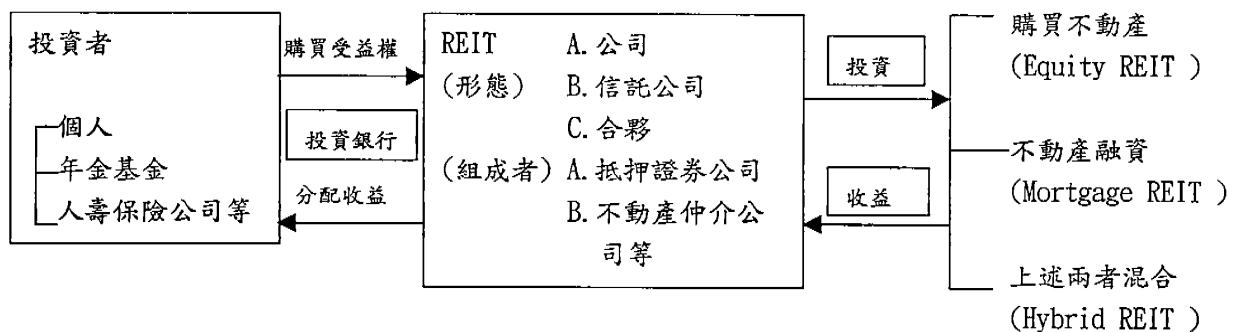 投資者
個人
年金基金
人壽保險公司等
購買受益權
投資銀行
分配收益
REIT A.公司
(形態) B.信託公司
C.合夥
(組成者) A.抵押證券公司
B.不動產仲介公
司等
投資
收益
購買不動產
(Equity REIT )
不動產融資
(Mortgage REIT )
上述兩者混合
(Hybrid REIT )